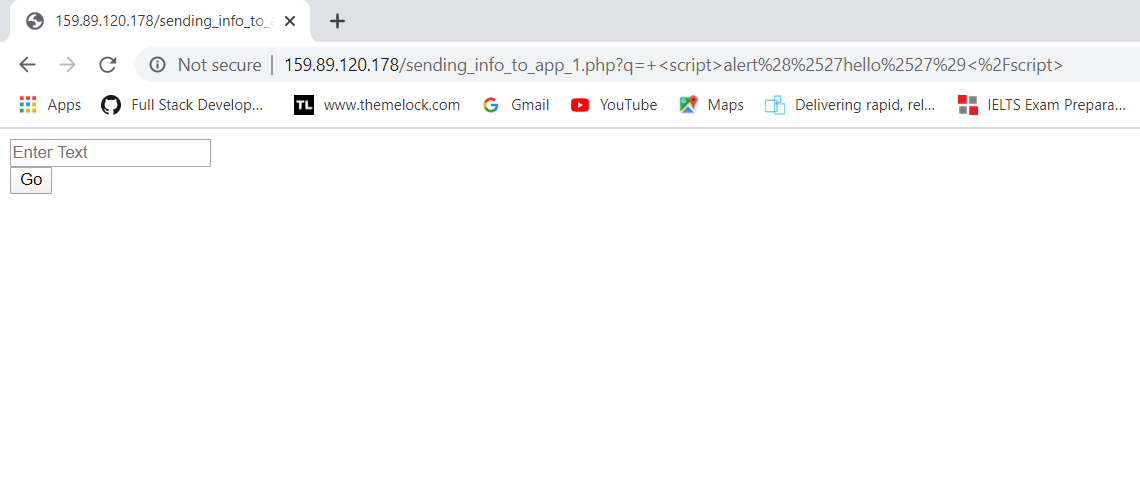 159.89.120.178/sending_info_to_
Not secure | 159.89.120.178/sending_info_to_app_1.php?q=+<script>alert%28%2527hello%2527%29<%2Fscript>
Apps Full Stack Develop... TL www.themelock.com G Gmail YouTube Maps Delivering rapid, rel... IELTS Exam Prepara...
Enter Text
Go